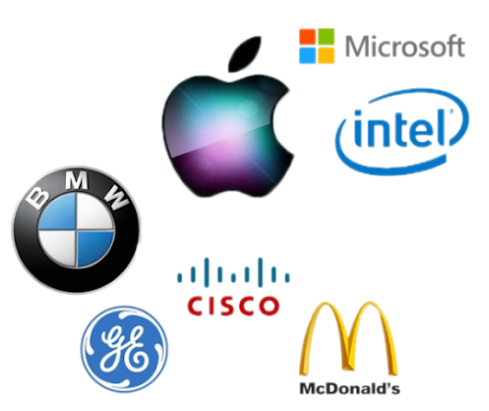 Microsoft
intel
BMW
CISCO
GE
McDonald's